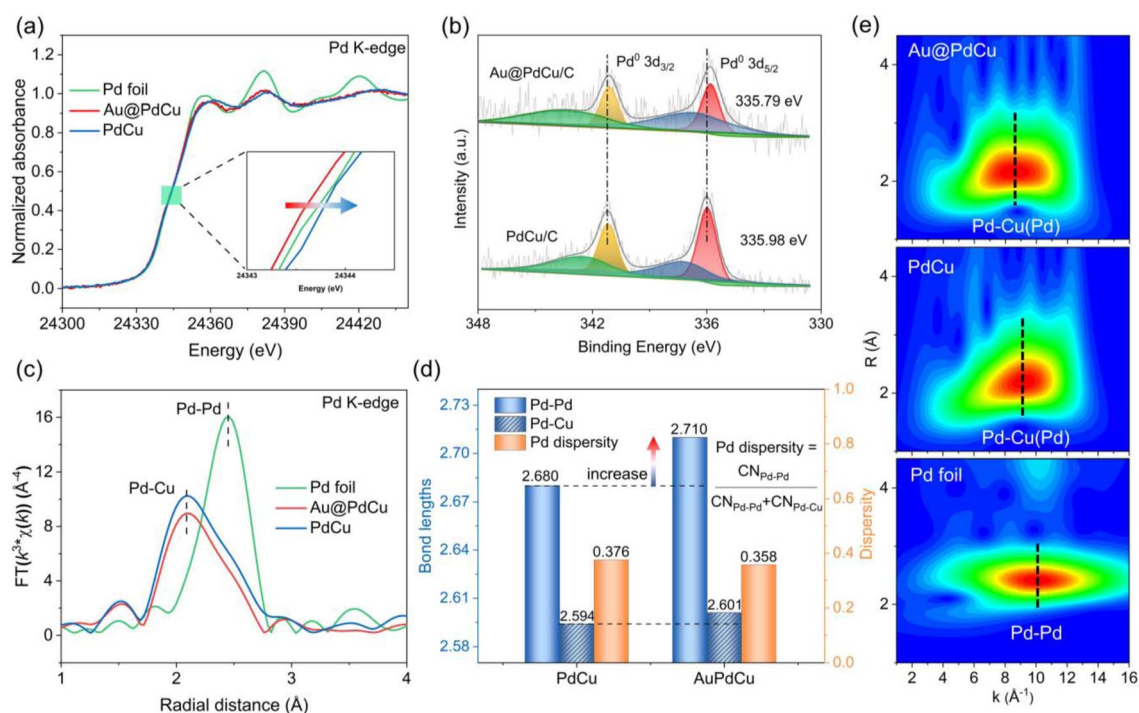 (a)
Pd K-edge
1.2
1.0
0.8
0.6
0.4
0.2
0.0
Normalized absorbance
Pd foil
Au@PdCu
PdCu
24343
24344
Energy (eV)
24300
24330
24360
24390
24420
Energy (eV)
(b)
Pd⁰ 3d3/2
Pd⁰ 3d5/2
Au@PdCu/C
335.79 eV
PdCu/C
335.98 eV
Intensity (a.u.)
348
342
336
330
Binding Energy (eV)
(c)
Pd K-edge
Pd-Pd
Pd-Cu
Pd foil
Au@PdCu
PdCu
16
12
8
4
0
FT(k³*χ(k)) (Å⁻⁴)
1
2
3
4
Radial distance (Å)
(d)
2.73
2.70
2.67
2.64
2.61
2.58
Bond lengths
Pd-Pd
Pd-Cu
Pd dispersity
increase
Pd dispersity =
CNPd-Pd
CNPd-Pd+CNPd-Cu
2.680
2.594
0.376
2.710
2.601
0.358
PdCu
AuPdCu
1.0
0.8
0.6
0.4
0.2
0.0
Dispersity
(e)
Au@PdCu
Pd-Cu(Pd)
4
2
PdCu
Pd-Cu(Pd)
4
2
R (Å)
Pd foil
Pd-Pd
4
2
2
4
6
8
10
12
14
16
k (Å⁻¹)